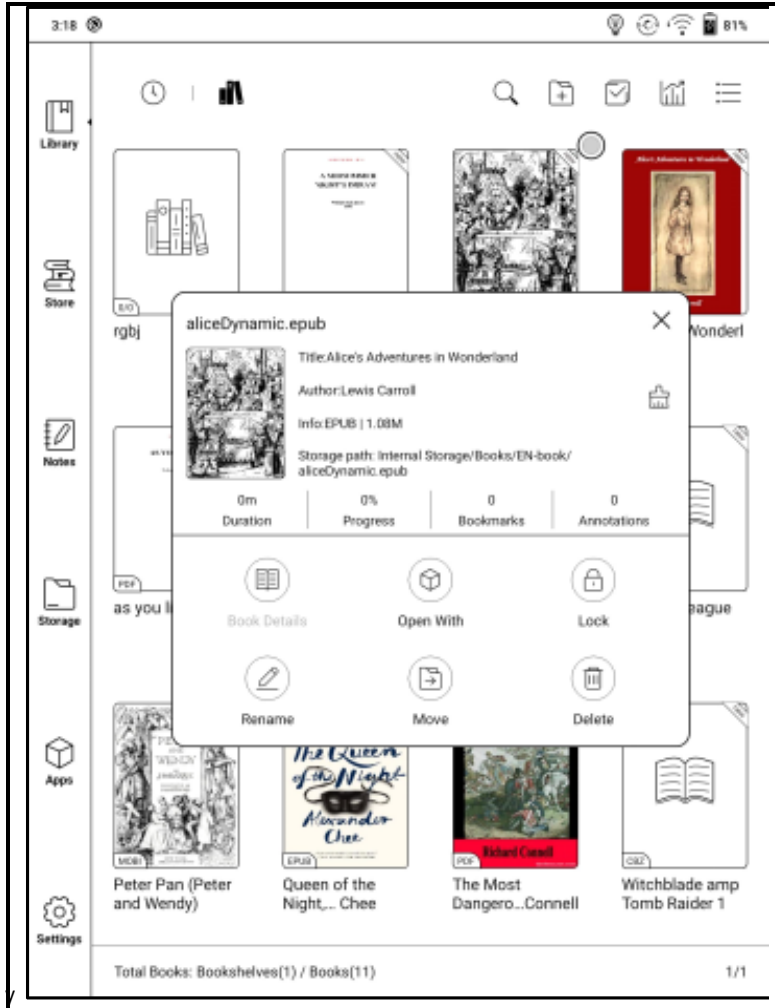 3:18
81%
Library
Store
Notes
Storage
Apps
Settings
0/0
rgbj
Wonderl
aliceDynamic.epub
Title:Alice's Adventures in Wonderland
Author:Lewis Carroll
Info:EPUB | 1.08M
Storage path: Internal Storage/Books/EN-book/
aliceDynamic.epub
0m
0%
0
0
Duration
Progress
Bookmarks
Annotations
Book Details
Open With
Lock
Rename
Move
Delete
PDF
as you li
eague
PETER
AND
WENDY
The Queen
of the Night
Alexander
Chee
Richard Connell
MOBI
EPUB
PDF
CBZ
Peter Pan (Peter
and Wendy)
Queen of the
Night,... Chee
The Most
Dangero...Connell
Witchblade amp
Tomb Raider 1
Total Books: Bookshelves(1) / Books(11)
1/1